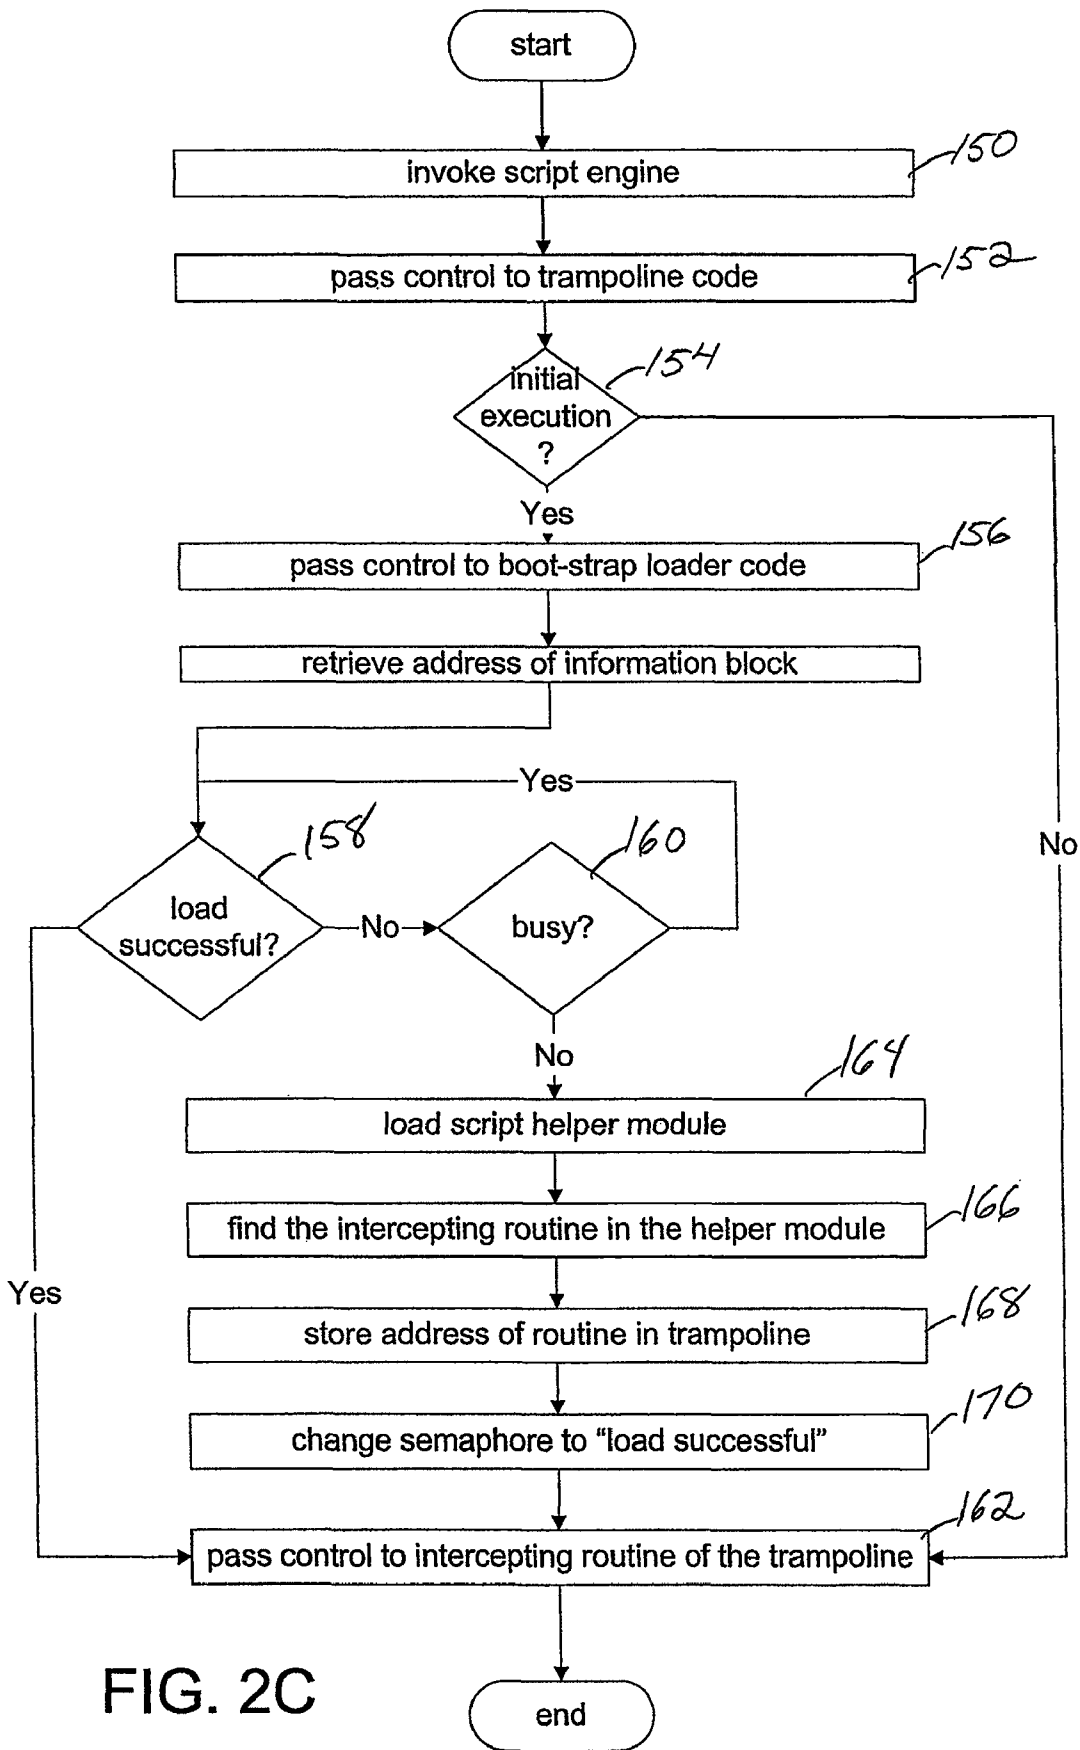 start
150
invoke script engine
152
pass control to trampoline code
154
initial
execution
?
Yes
156
pass control to boot-strap loader code
retrieve address of information block
Yes
158
160
No
load
successful?
No
busy?
No
164
load script helper module
166
find the intercepting routine in the helper module
Yes
168
store address of routine in trampoline
170
change semaphore to “load successful”
162
pass control to intercepting routine of the trampoline
FIG. 2C
end